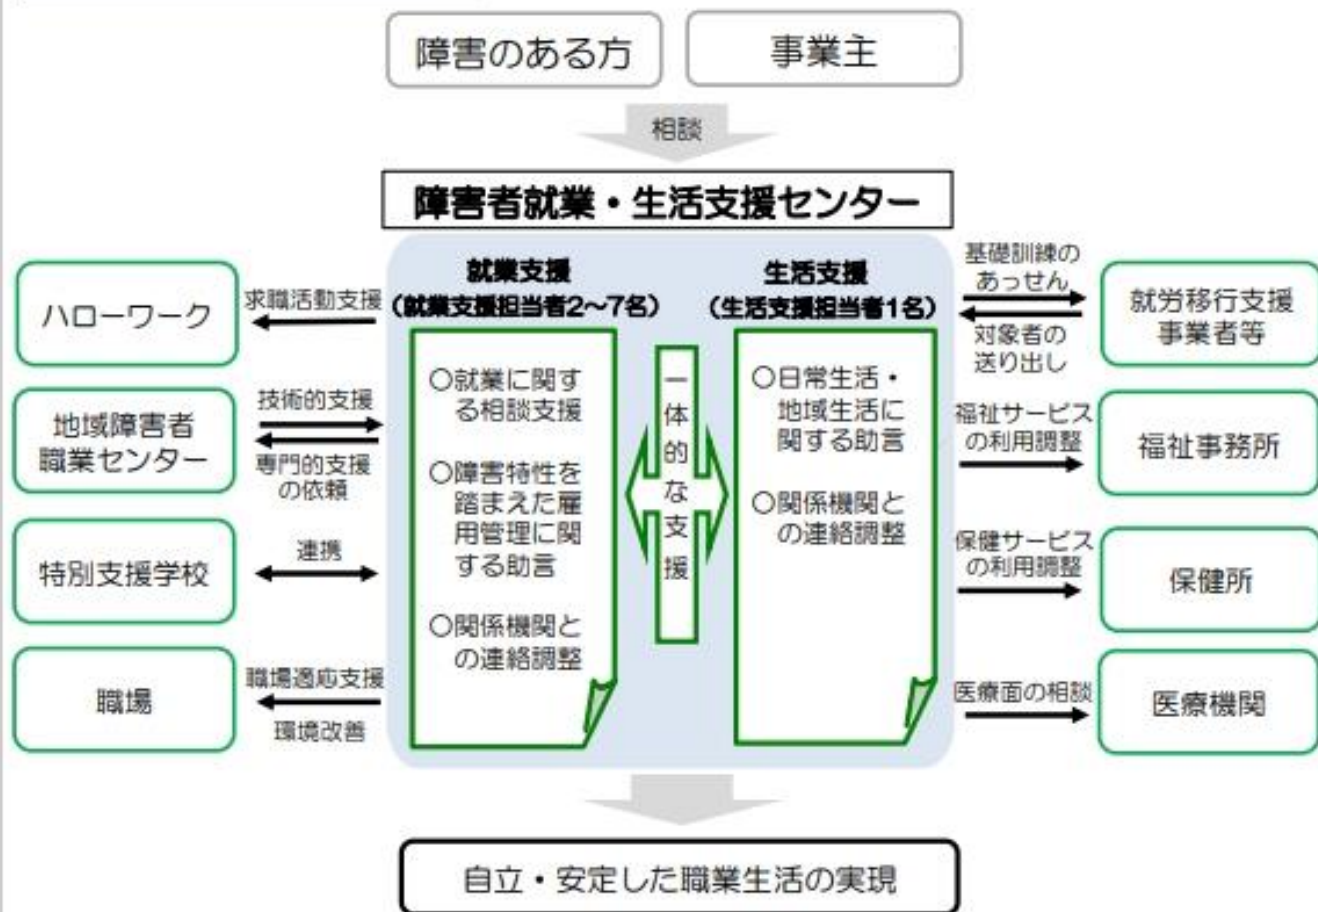 障害のある方
事業主
相談
障害者就業・生活支援センター
就業支援
（就業支援担当者2～7名）
生活支援
（生活支援担当者1名）
ハローワーク
求職活動支援
地域障害者
職業センター
技術的支援
専門的支援
の依頼
特別支援学校
連携
職場
職場適応支援
環境改善
○就業に関す
る相談支援
○障害特性を
踏まえた雇
用管理に関
する助言
○関係機関と
の連絡調整
一体的な支援
○日常生活・
地域生活に
関する助言
○関係機関と
の連絡調整
基礎訓練の
あっせん
対象者の
送り出し
就労移行支援
事業者等
福祉サービス
の利用調整
福祉事務所
保健サービス
の利用調整
保健所
医療面の相談
医療機関
自立・安定した職業生活の実現